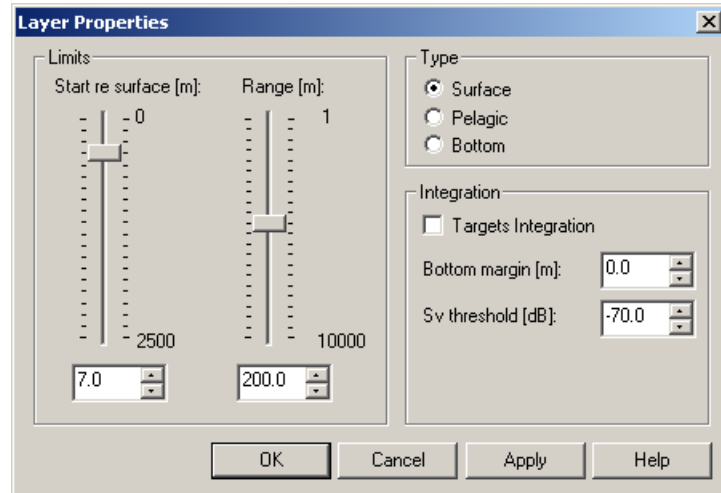 Layer Properties
Limits
Start re surface [m]:
Range [m]:
0
1
2500
10000
7.0
200.0
Type
Surface
Pelagic
Bottom
Integration
Targets Integration
Bottom margin [m]:
0.0
Sv threshold [dB]:
-70.0
OK
Cancel
Apply
Help